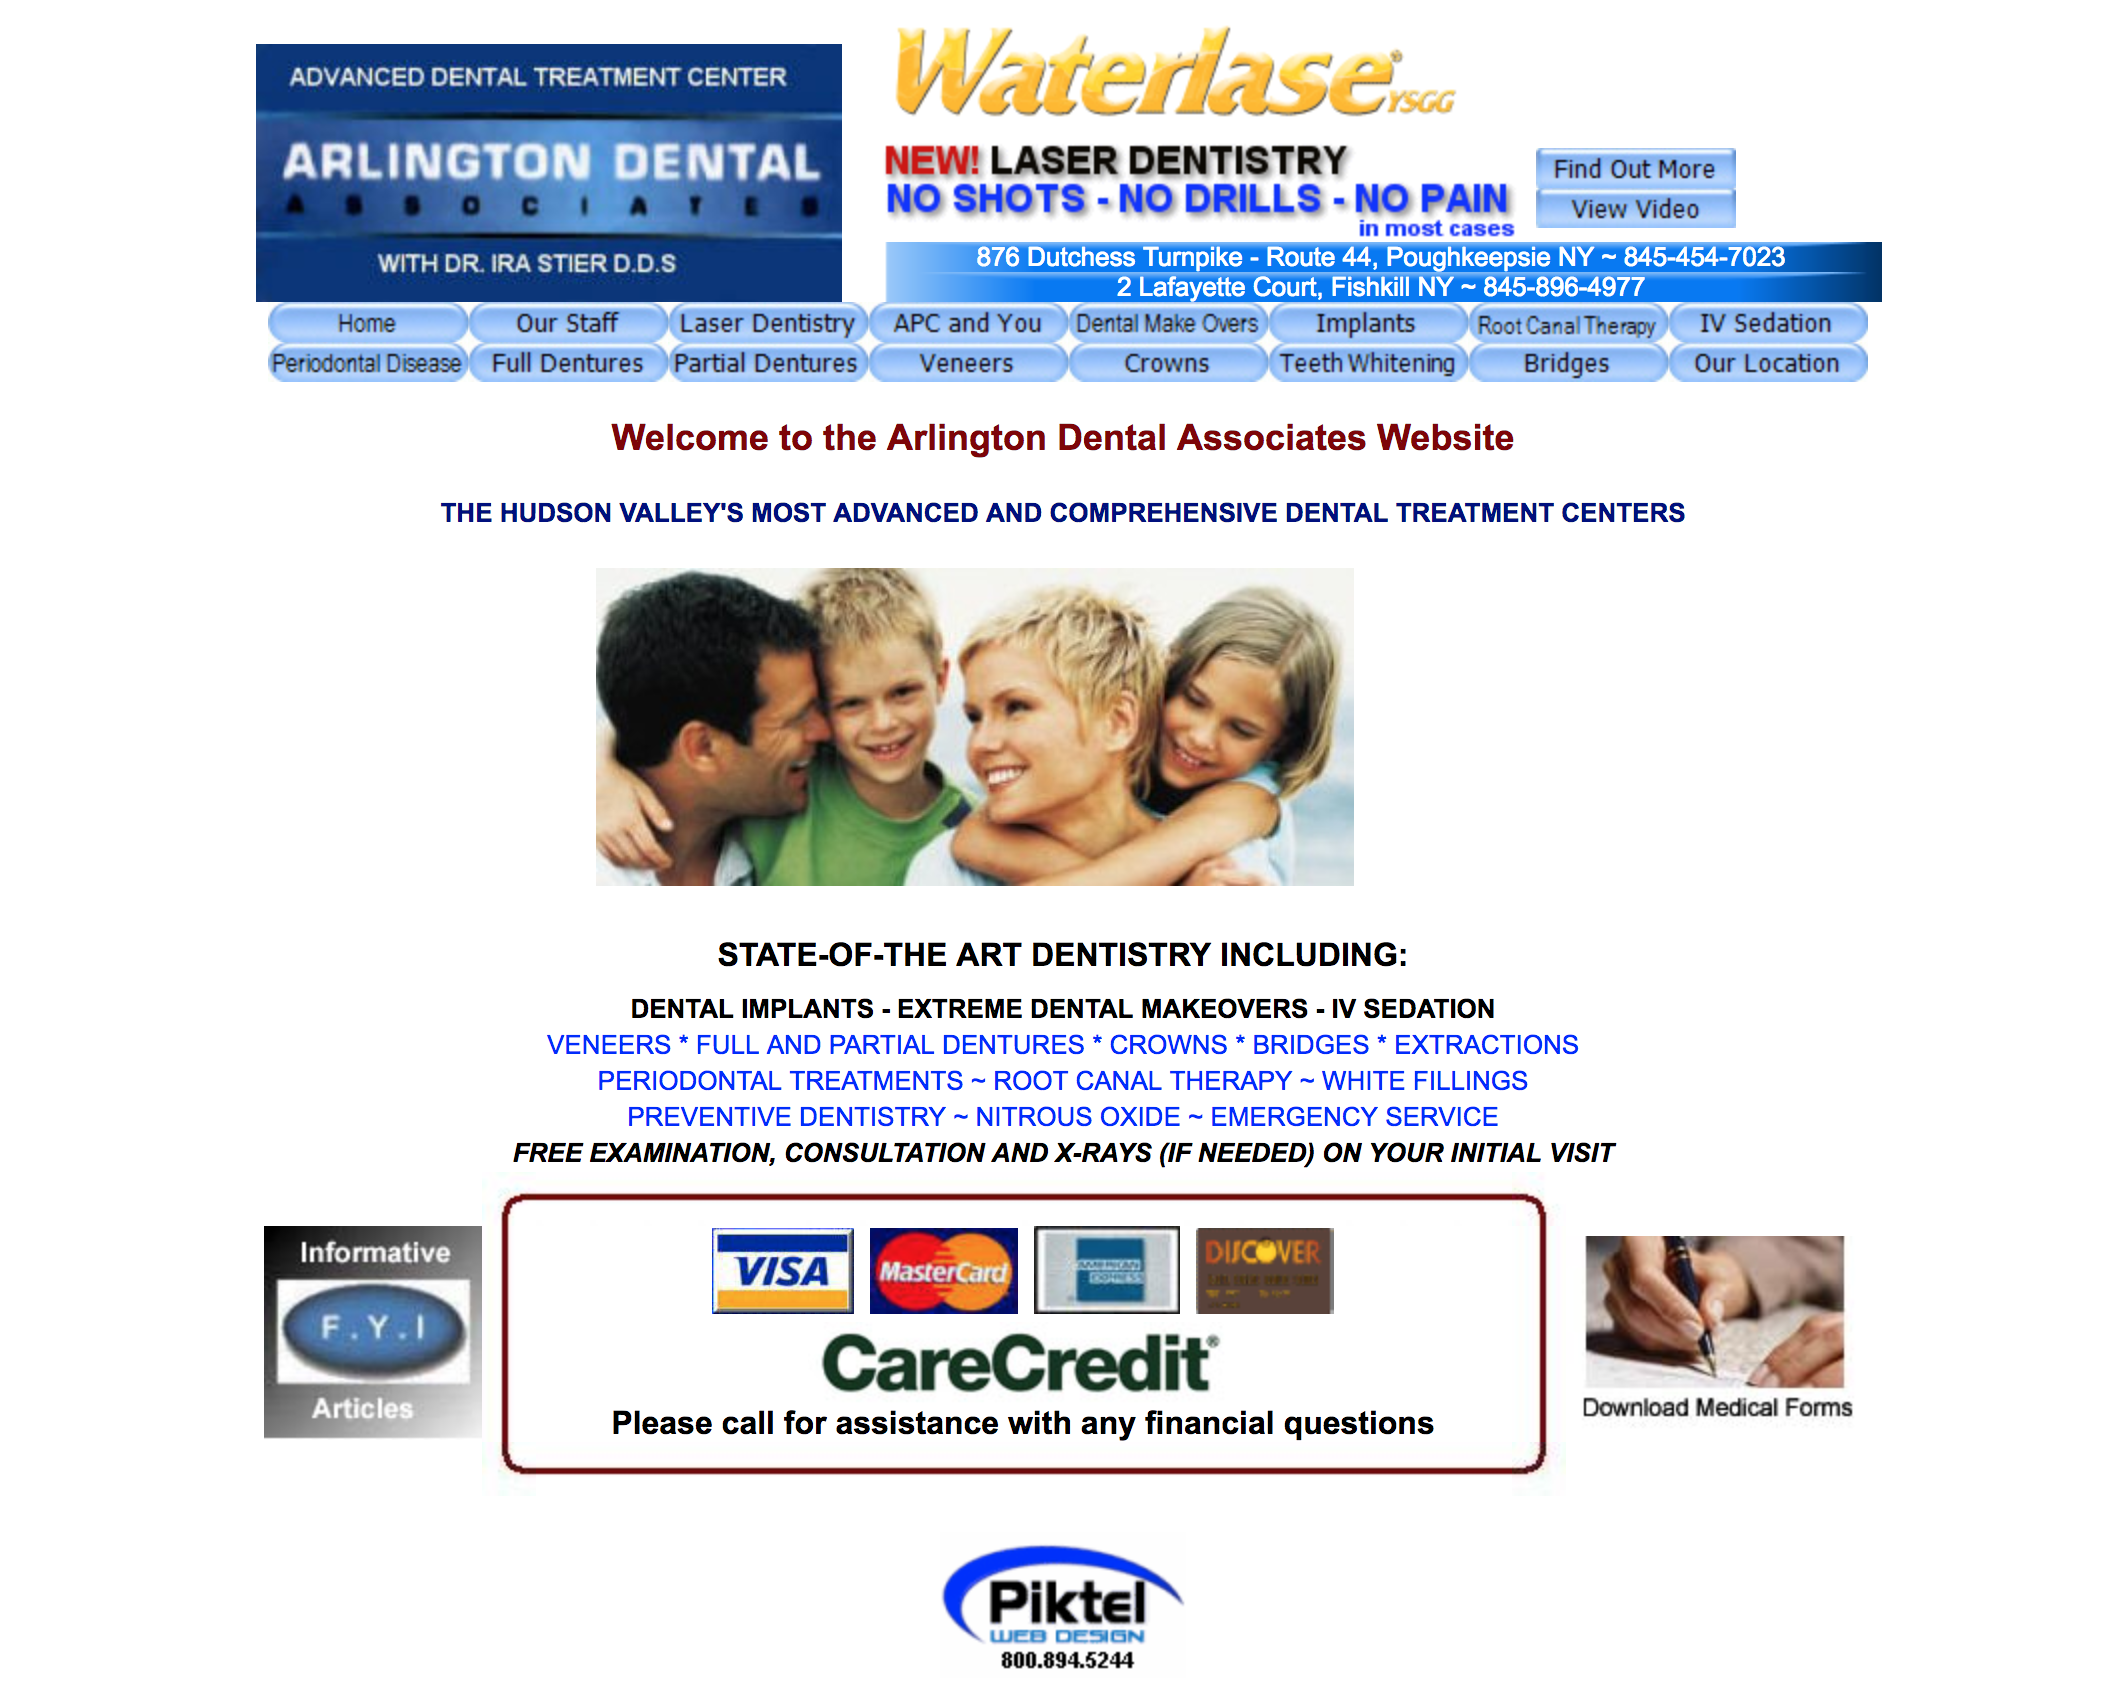 ADVANCED DENTAL TREATMENT CENTER
ARLINGTON DENTAL
ASSOCIATES
WITH DR. IRA STIER D.D.S
Waterlase® YSGG
NEW! LASER DENTISTRY
NO SHOTS - NO DRILLS - NO PAIN
in most cases
Find Out More
View Video
876 Dutchess Turnpike - Route 44, Poughkeepsie NY ~ 845-454-7023
2 Lafayette Court, Fishkill NY ~ 845-896-4977
Home Our Staff Laser Dentistry APC and You Dental Make Overs Implants Root Canal Therapy IV Sedation
Periodontal Disease Full Dentures Partial Dentures Veneers Crowns Teeth Whitening Bridges Our Location
Welcome to the Arlington Dental Associates Website
THE HUDSON VALLEY'S MOST ADVANCED AND COMPREHENSIVE DENTAL TREATMENT CENTERS
STATE-OF-THE ART DENTISTRY INCLUDING:
DENTAL IMPLANTS - EXTREME DENTAL MAKEOVERS - IV SEDATION
VENEERS * FULL AND PARTIAL DENTURES * CROWNS * BRIDGES * EXTRACTIONS
PERIODONTAL TREATMENTS ~ ROOT CANAL THERAPY ~ WHITE FILLINGS
PREVENTIVE DENTISTRY ~ NITROUS OXIDE ~ EMERGENCY SERVICE
FREE EXAMINATION, CONSULTATION AND X-RAYS (IF NEEDED) ON YOUR INITIAL VISIT
Informative
F.Y.I
Articles
VISA MasterCard AMERICAN EXPRESS DISCOVER
CareCredit®
Please call for assistance with any financial questions
Download Medical Forms
Piktel
WEB DESIGN
800.894.5244